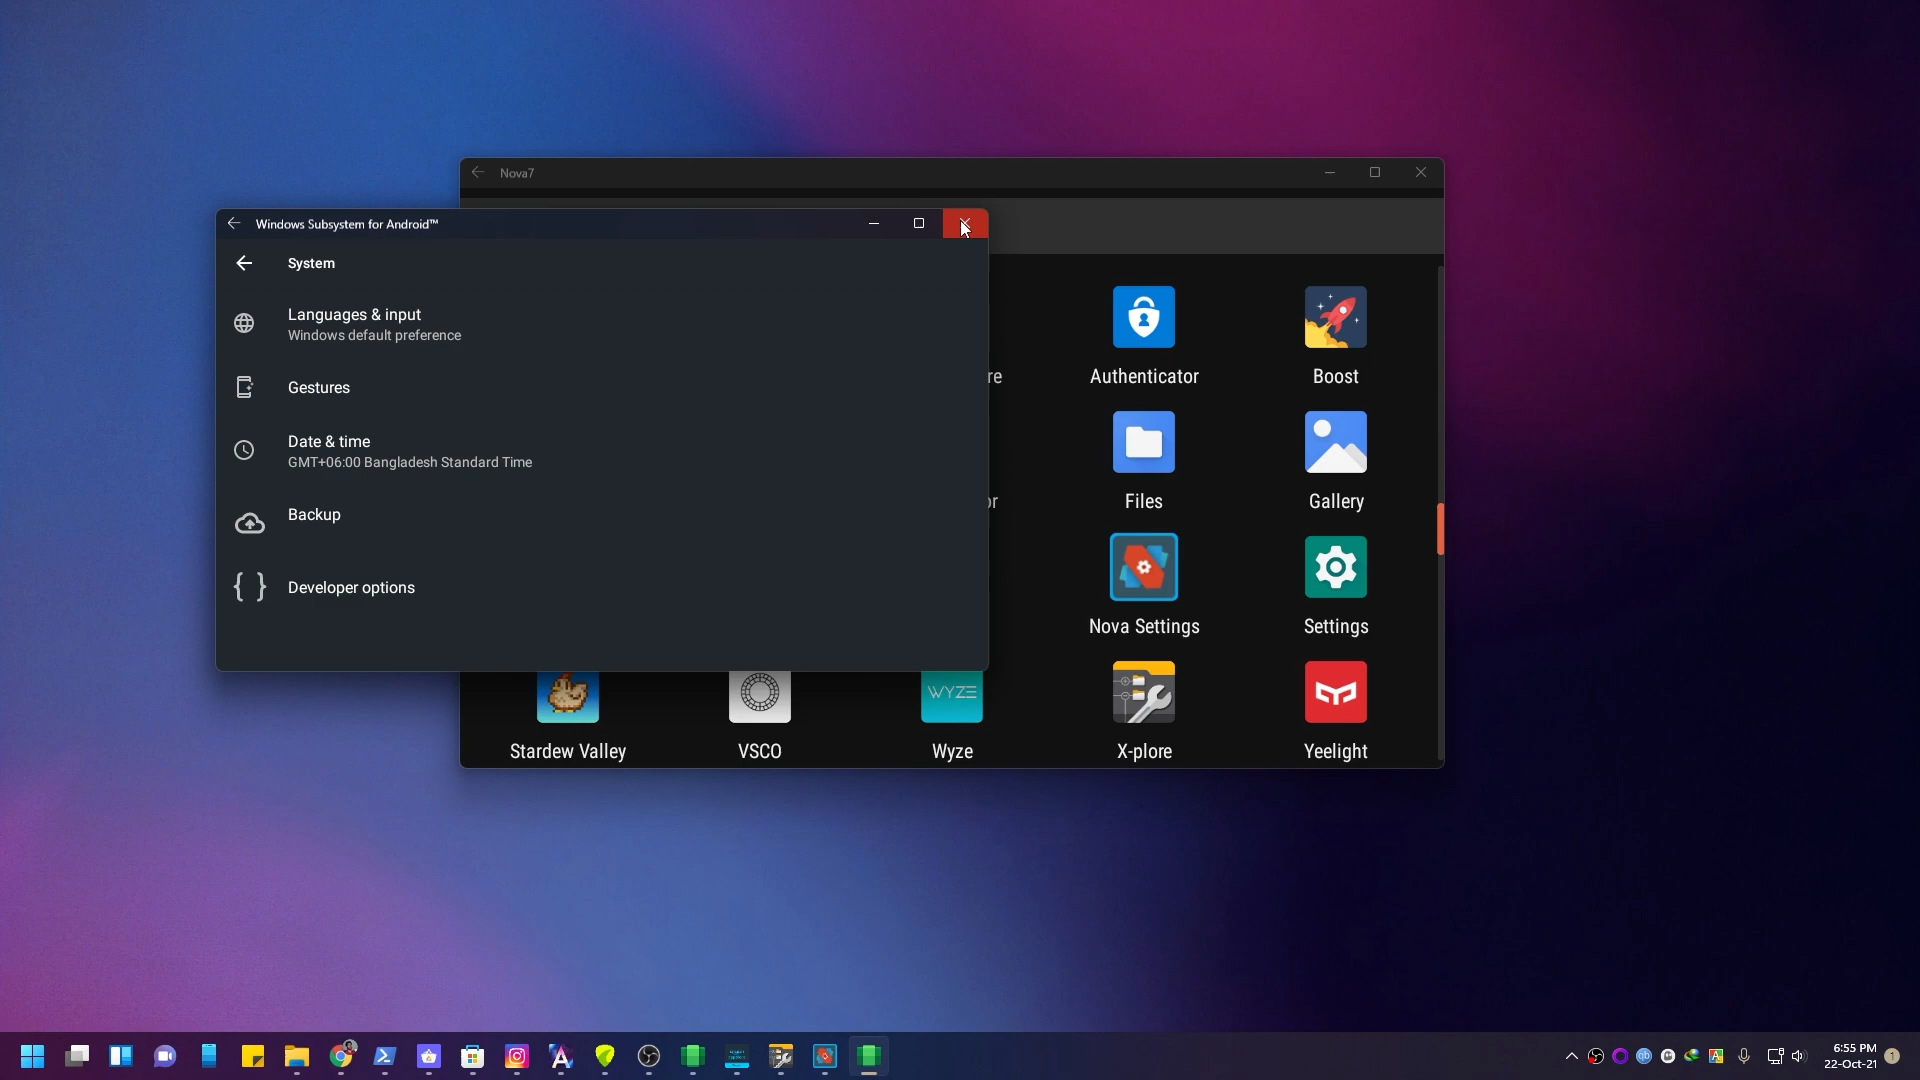 Nova7
Windows Subsystem for Android™
System
Languages & input
Windows default preference
Gestures
Date & time
GMT+06:00 Bangladesh Standard Time
Backup
{ } Developer options
re
Authenticator
Boost
or
Files
Gallery
Nova Settings
Settings
WYZE
Stardew Valley
VSCO
Wyze
X-plore
Yeelight
6:55 PM
22-Oct-21
1